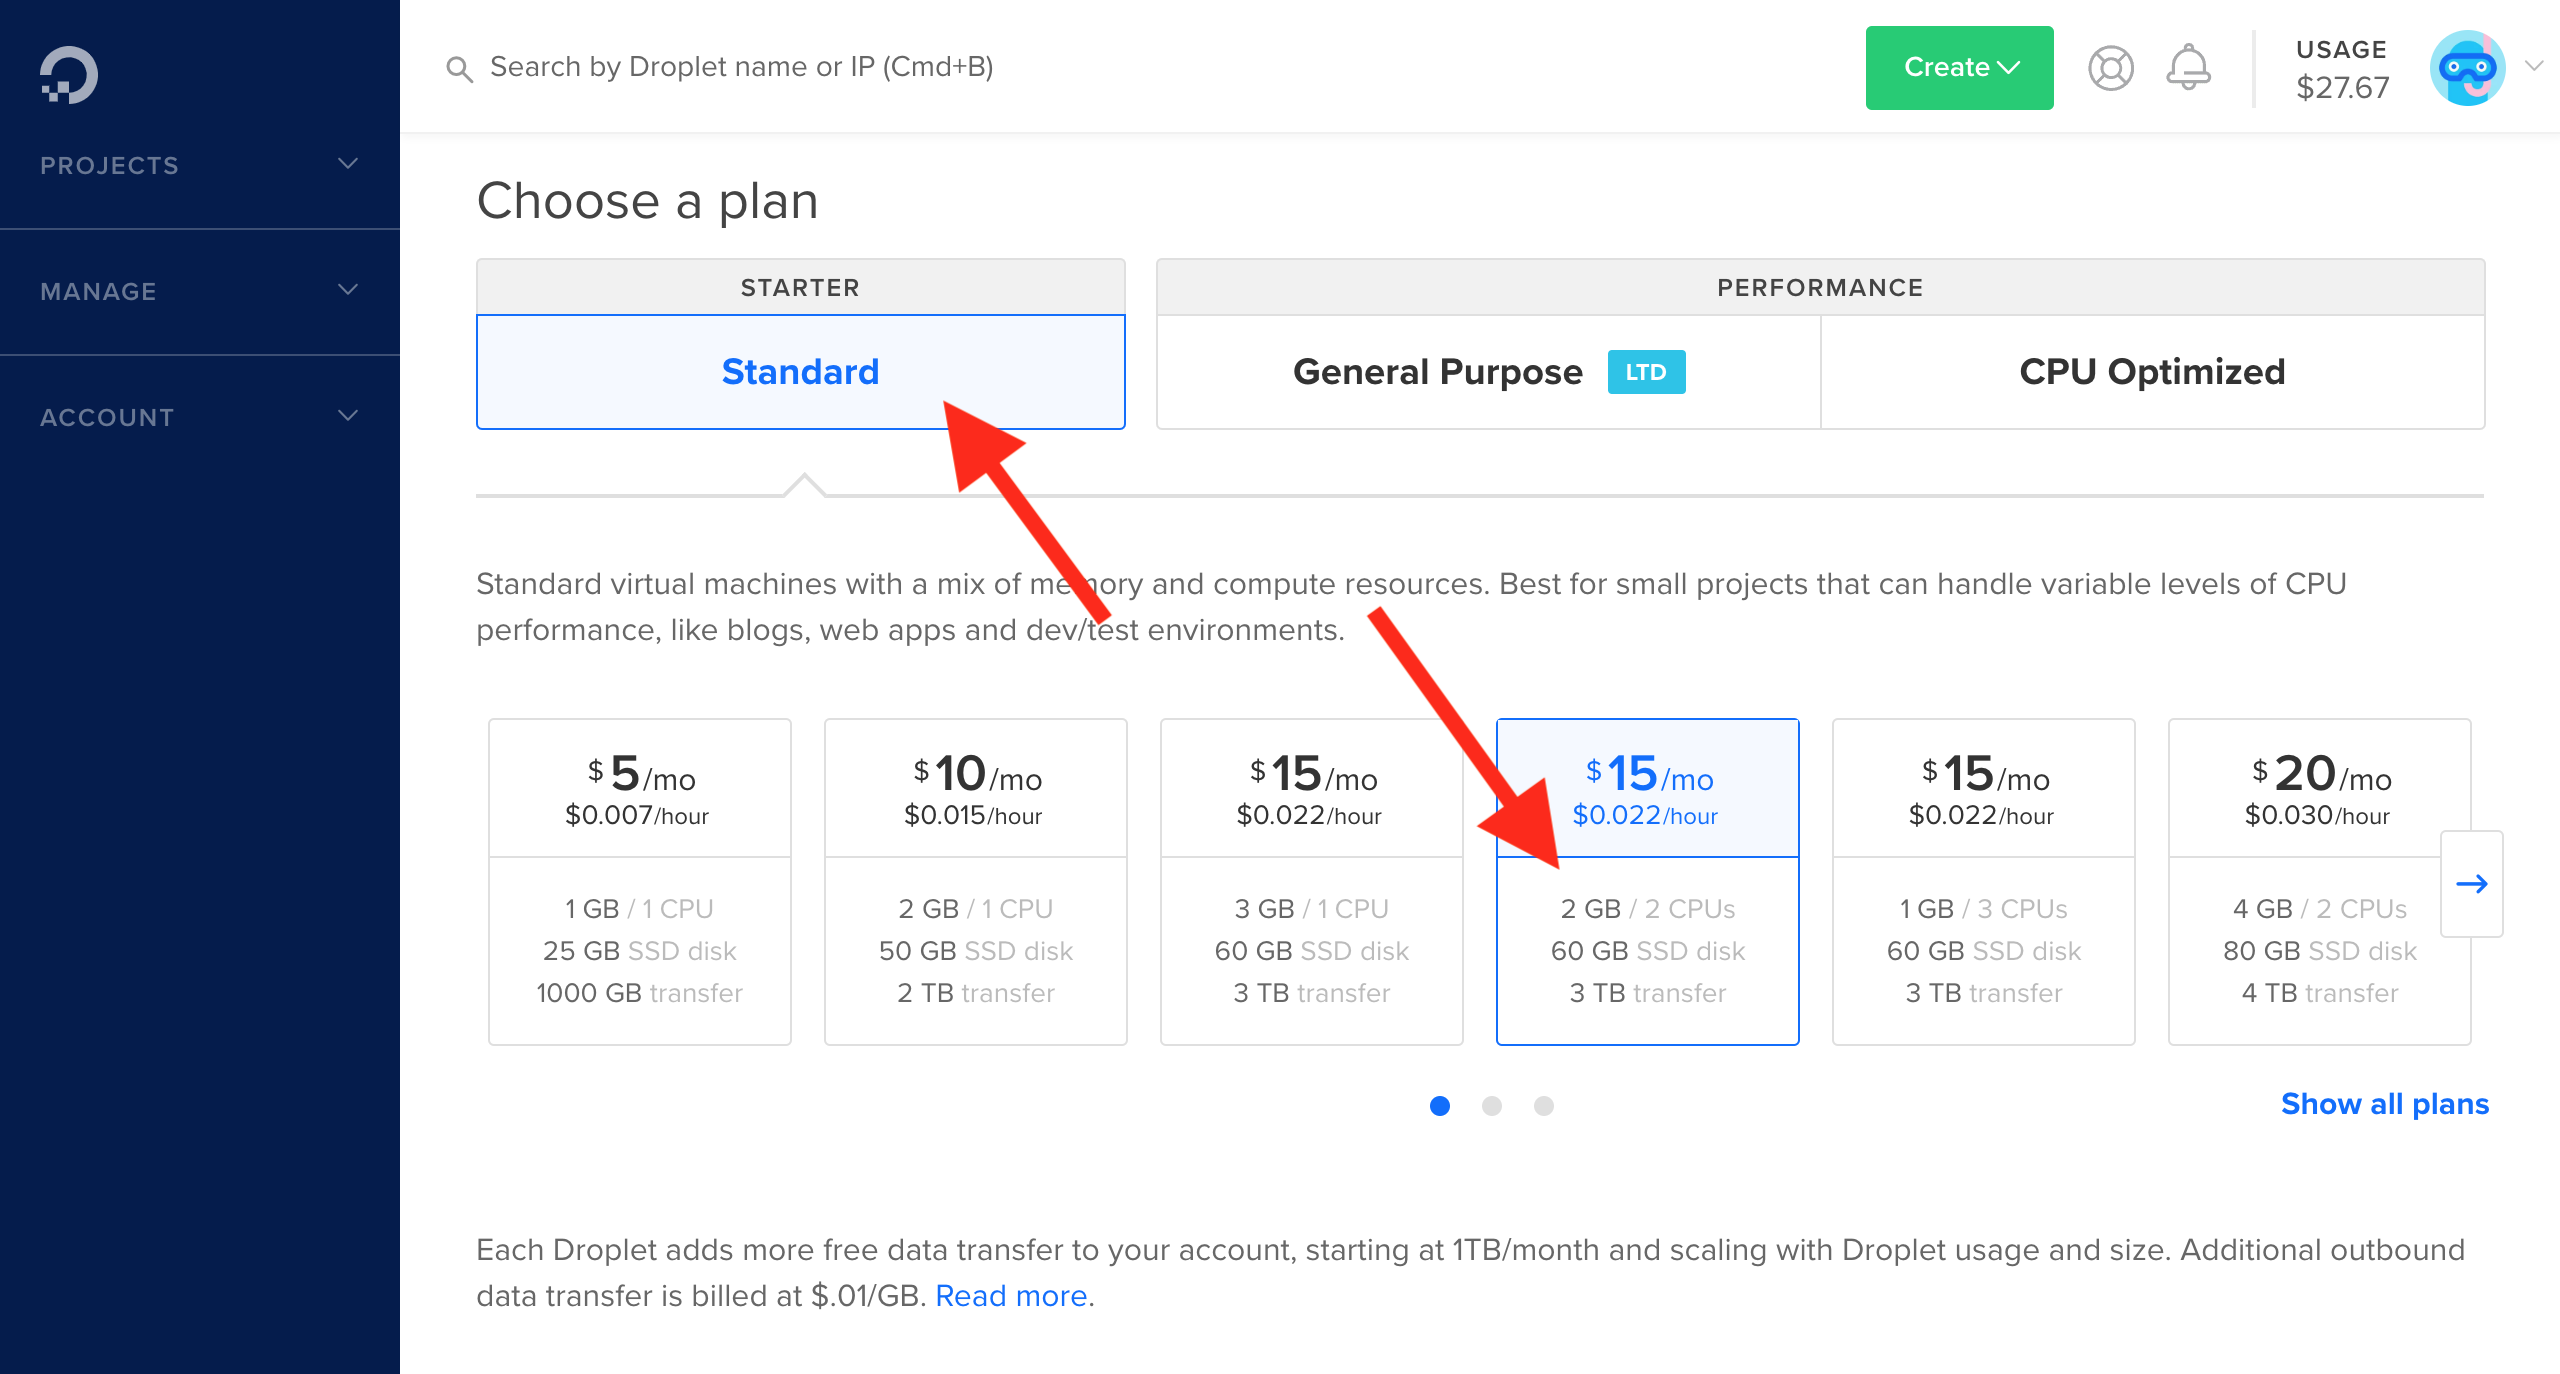 Search by Droplet name or IP (Cmd+B)
Create
USAGE
$27.67
PROJECTS
MANAGE
ACCOUNT
Choose a plan
STARTER
Standard
PERFORMANCE
General Purpose LTD
CPU Optimized
Standard virtual machines with a mix of memory and compute resources. Best for small projects that can handle variable levels of CPU
performance, like blogs, web apps and dev/test environments.
$ 5/mo
$0.007/hour
1 GB / 1 CPU
25 GB SSD disk
1000 GB transfer
$ 10/mo
$0.015/hour
2 GB / 1 CPU
50 GB SSD disk
2 TB transfer
$ 15/mo
$0.022/hour
3 GB / 1 CPU
60 GB SSD disk
3 TB transfer
$ 15/mo
$0.022/hour
2 GB / 2 CPUs
60 GB SSD disk
3 TB transfer
$ 15/mo
$0.022/hour
1 GB / 3 CPUs
60 GB SSD disk
3 TB transfer
$ 20/mo
$0.030/hour
4 GB / 2 CPUs
80 GB SSD disk
4 TB transfer
Show all plans
Each Droplet adds more free data transfer to your account, starting at 1TB/month and scaling with Droplet usage and size. Additional outbound
data transfer is billed at $.01/GB. Read more.